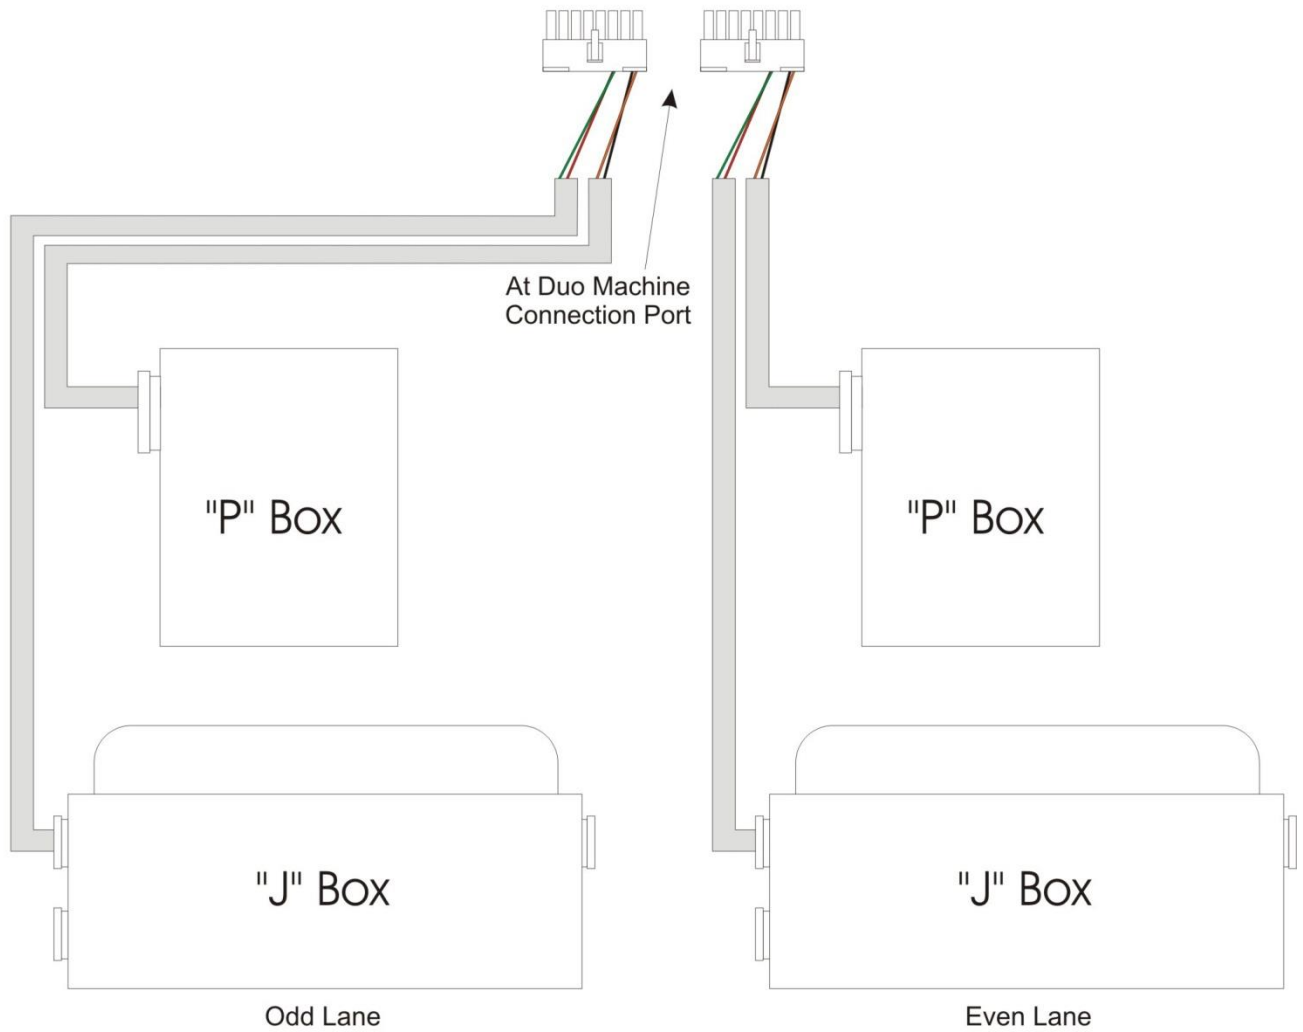 At Duo Machine
Connection Port
"P" Box
"P" Box
"J" Box
"J" Box
Odd Lane
Even Lane